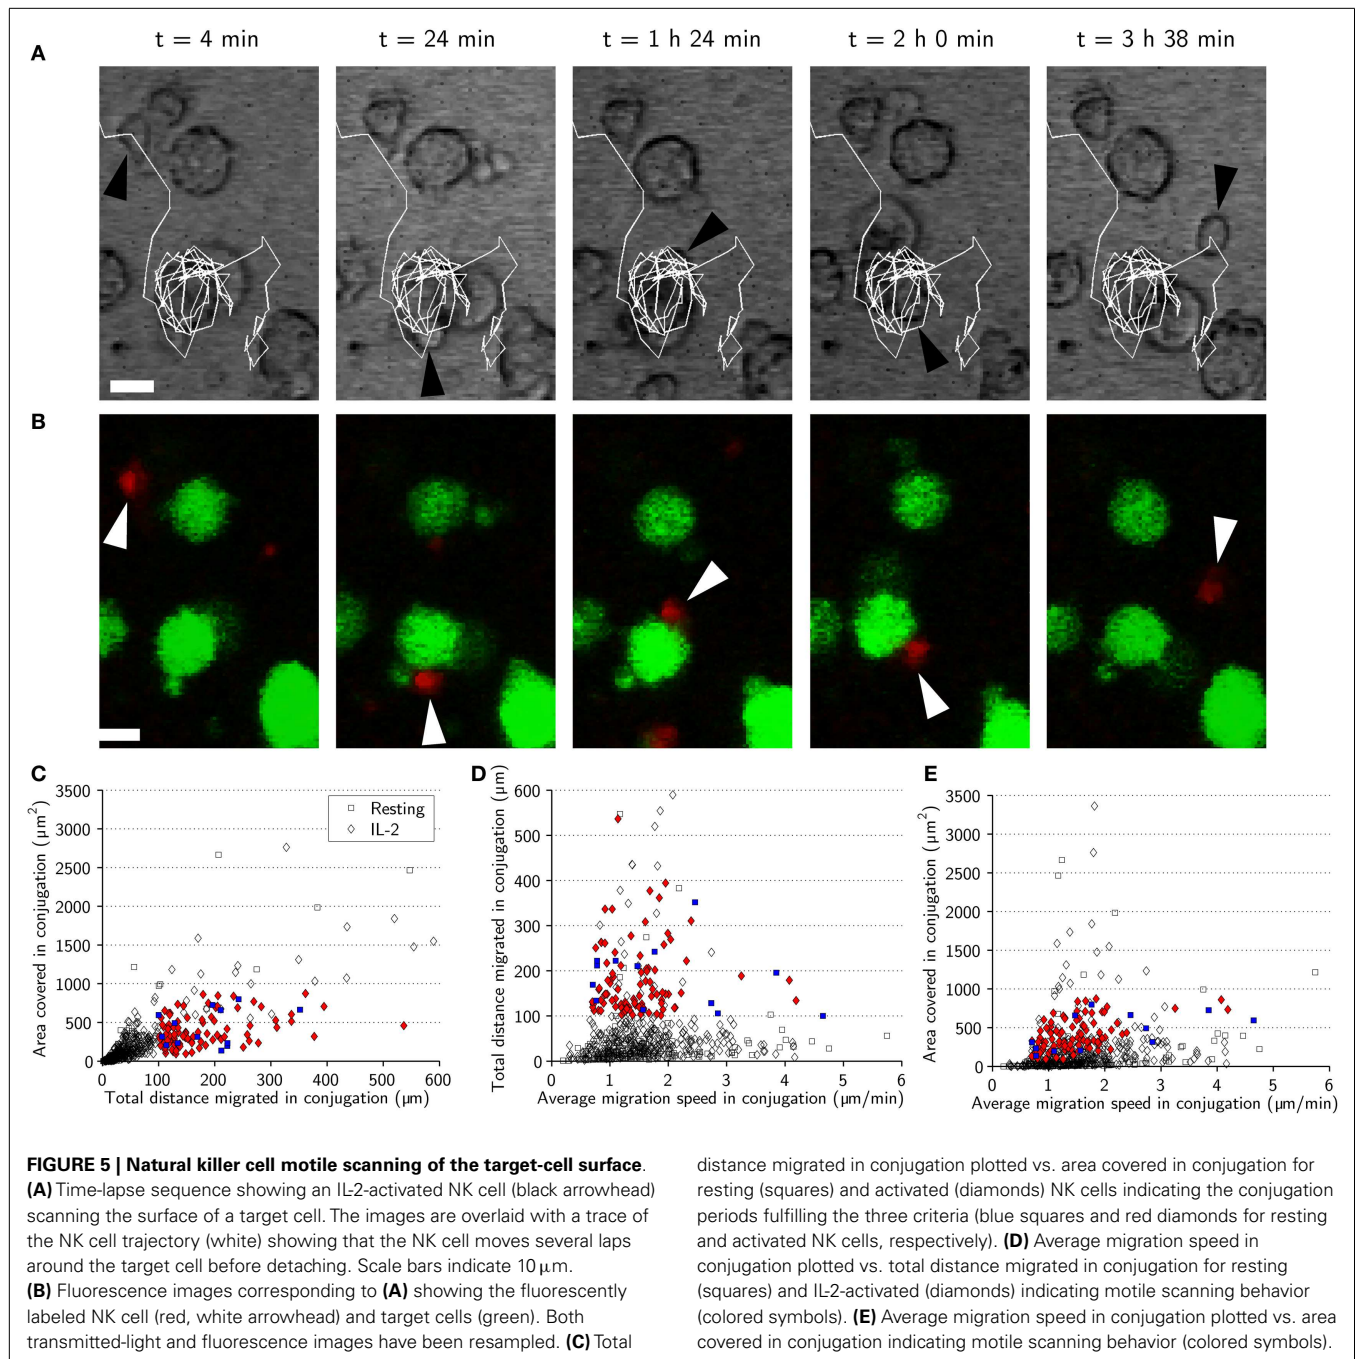 t = 4 min
t = 24 min
t = 1 h 24 min
t = 2 h 0 min
t = 3 h 38 min
A
B
C
3500
3000
2500
2000
1500
1000
500
0
Area covered in conjugation (µm²)
Resting
IL-2
0 100 200 300 400 500 600
Total distance migrated in conjugation (µm)
D
600
500
400
300
200
100
0
Total distance migrated in conjugation (µm)
0 1 2 3 4 5 6
Average migration speed in conjugation (µm/min)
E
3500
3000
2500
2000
1500
1000
500
0
Area covered in conjugation (µm²)
0 1 2 3 4 5 6
Average migration speed in conjugation (µm/min)
FIGURE 5 | Natural killer cell motile scanning of the target-cell surface.
(A) Time-lapse sequence showing an IL-2-activated NK cell (black arrowhead)
scanning the surface of a target cell. The images are overlaid with a trace of
the NK cell trajectory (white) showing that the NK cell moves several laps
around the target cell before detaching. Scale bars indicate 10 µm.
(B) Fluorescence images corresponding to (A) showing the fluorescently
labeled NK cell (red, white arrowhead) and target cells (green). Both
transmitted-light and fluorescence images have been resampled. (C) Total
distance migrated in conjugation plotted vs. area covered in conjugation for
resting (squares) and activated (diamonds) NK cells indicating the conjugation
periods fulfilling the three criteria (blue squares and red diamonds for resting
and activated NK cells, respectively). (D) Average migration speed in
conjugation plotted vs. total distance migrated in conjugation for resting
(squares) and IL-2-activated (diamonds) indicating motile scanning behavior
(colored symbols). (E) Average migration speed in conjugation plotted vs. area
covered in conjugation indicating motile scanning behavior (colored symbols).